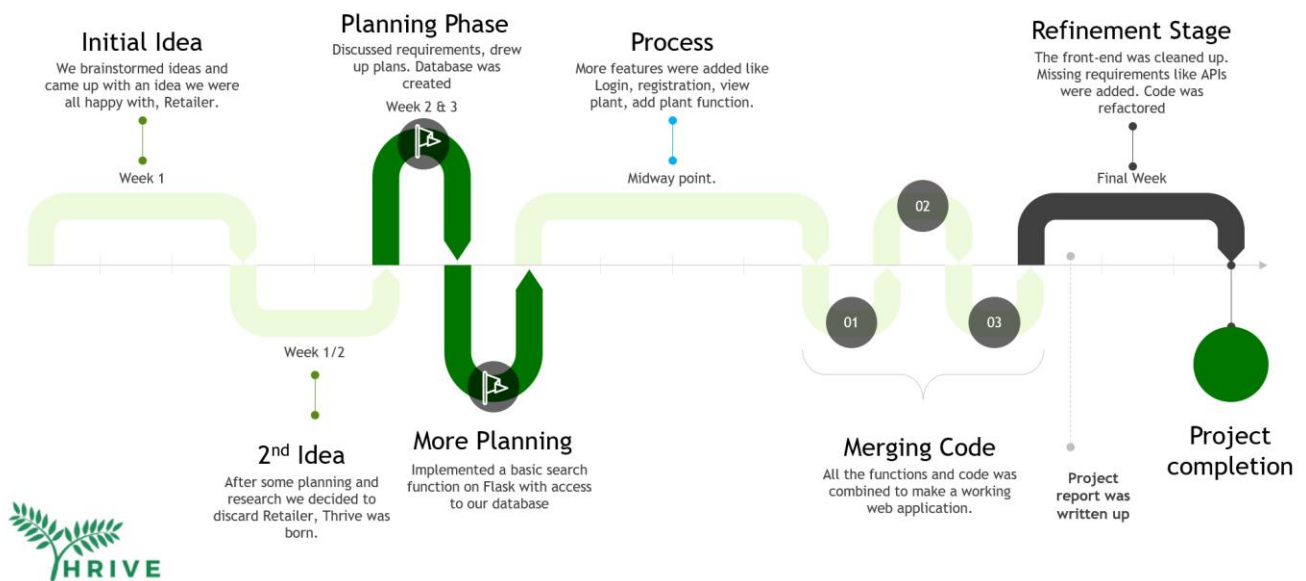 Initial Idea
We brainstormed ideas and
came up with an idea we were
all happy with, Retailer.
Week 1
Planning Phase
Discussed requirements, drew
up plans. Database was
created
Week 2 & 3
Process
More features were added like
Login, registration, view
plant, add plant function.
Midway point.
Refinement Stage
The front-end was cleaned up.
Missing requirements like APIs
were added. Code was
refactored
Final Week
02
01
03
Week 1/2
2nd Idea
After some planning and
research we decided to
discard Retailer, Thrive was
born.
More Planning
Implemented a basic search
function on Flask with access
to our database
Merging Code
All the functions and code was
combined to make a working
web application.
Project
report was
written up
Project
completion
THRIVE